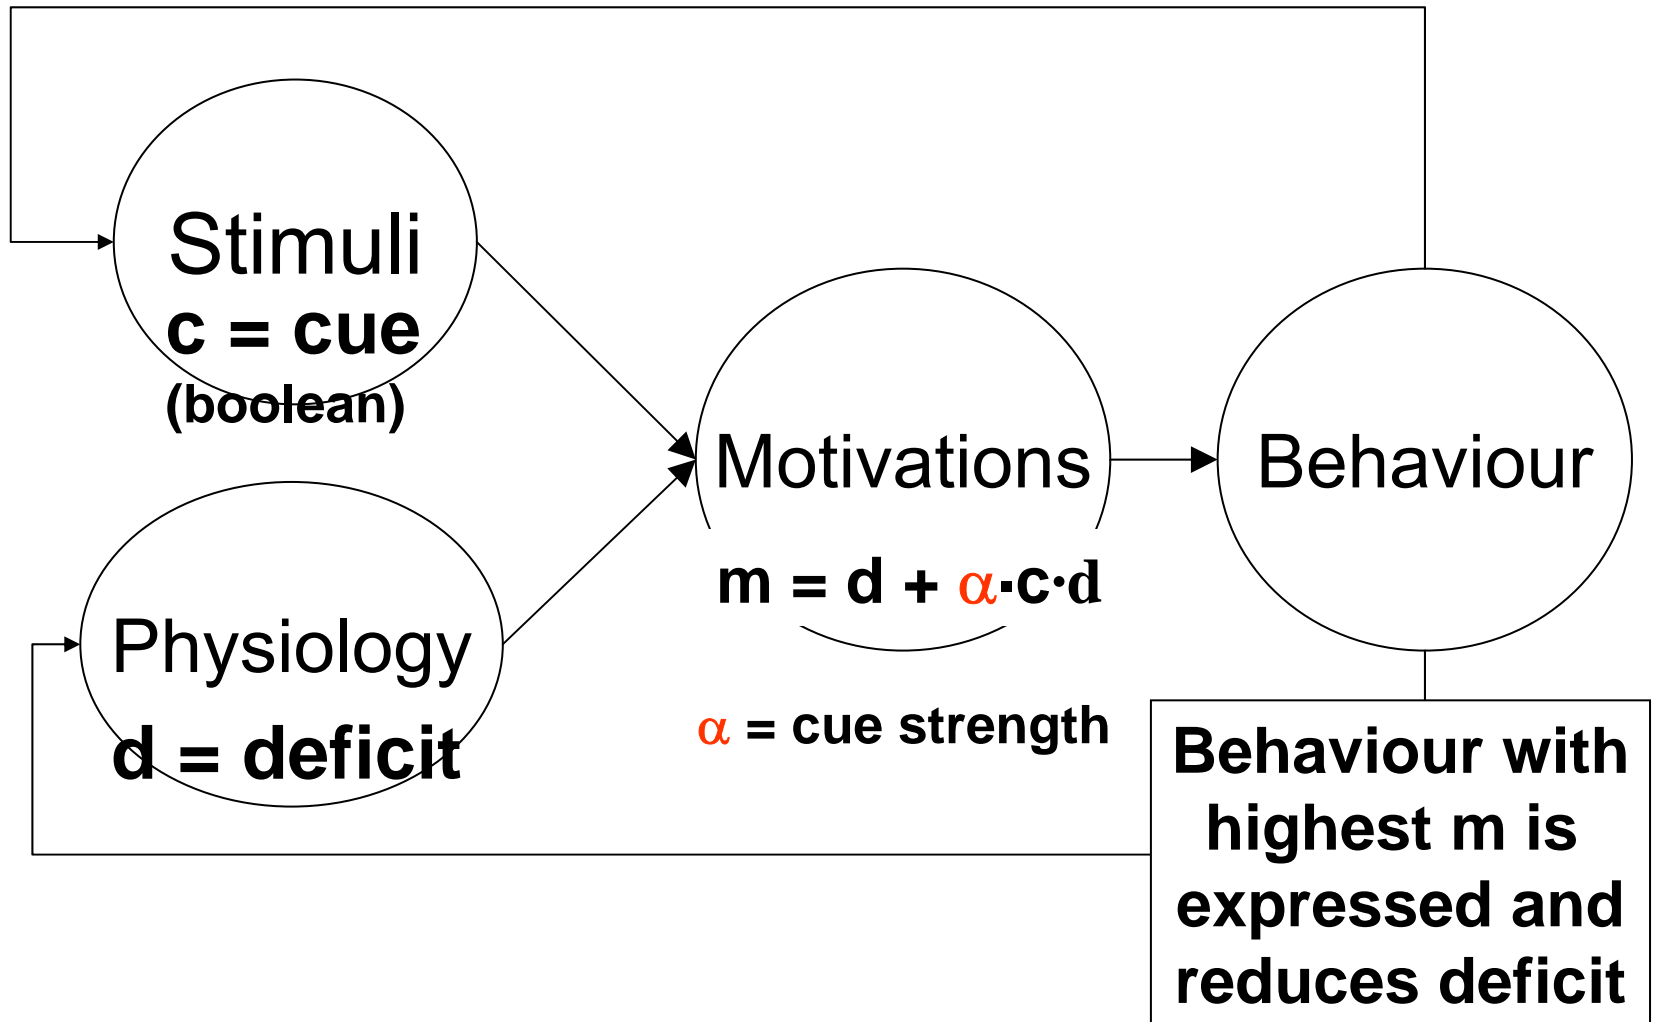 Stimuli
c = cue
(boolean)
Motivations
m = d + α·c·d
α = cue strength
Behaviour
Physiology
d = deficit
Behaviour with
highest m is
expressed and
reduces deficit